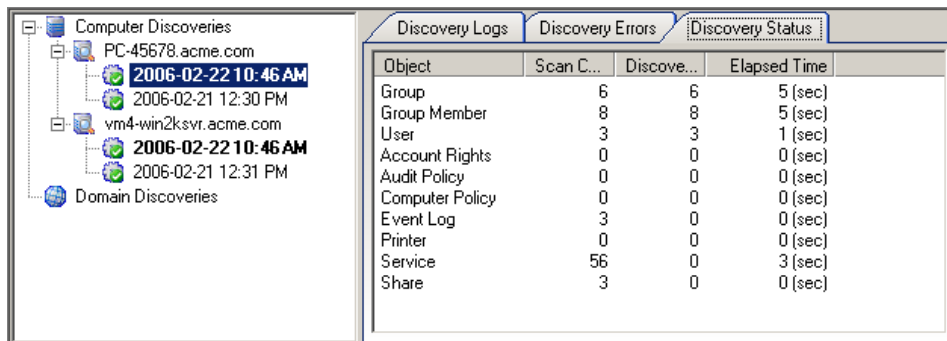 Computer Discoveries
PC-45678.acme.com
2006-02-22 10:46 AM
2006-02-21 12:30 PM
vm4-win2ksvr.acme.com
2006-02-22 10:46 AM
2006-02-21 12:31 PM
Domain Discoveries
Discovery Logs Discovery Errors Discovery Status
Object Scan C... Discove... Elapsed Time
Group 6 6 5 (sec)
Group Member 8 8 5 (sec)
User 3 3 1 (sec)
Account Rights 0 0 0 (sec)
Audit Policy 0 0 0 (sec)
Computer Policy 0 0 0 (sec)
Event Log 3 0 0 (sec)
Printer 0 0 0 (sec)
Service 56 0 3 (sec)
Share 3 0 0 (sec)